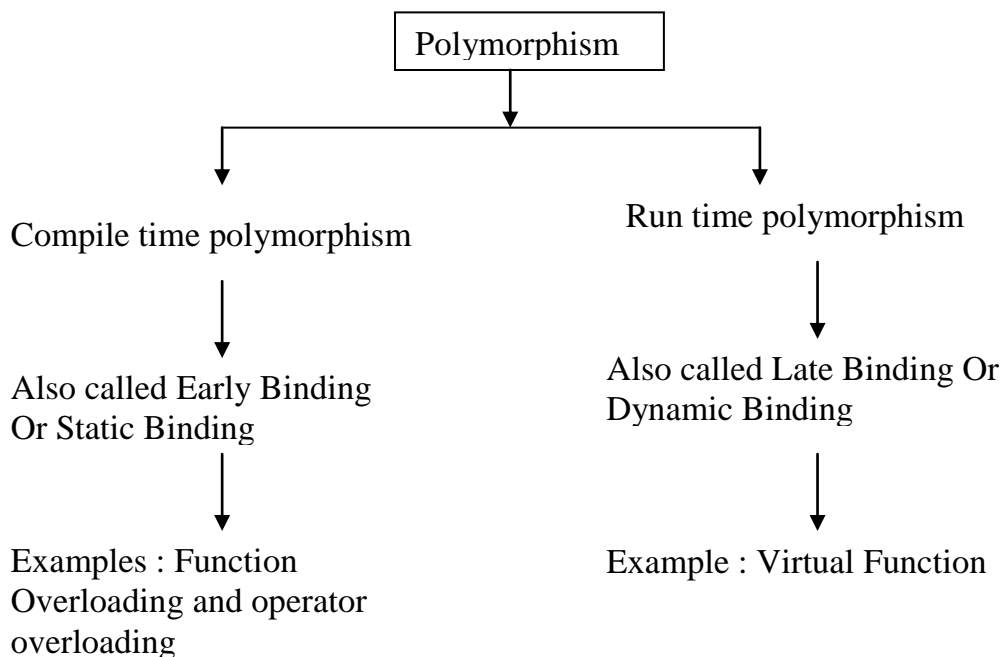 Polymorphism
Compile time polymorphism
Run time polymorphism
Also called Early Binding
Or Static Binding
Also called Late Binding Or
Dynamic Binding
Examples : Function
Overloading and operator
overloading
Example : Virtual Function